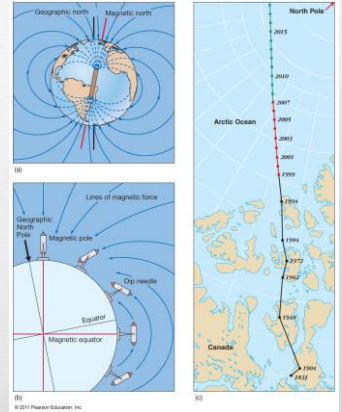 Geographic north
Magnetic north
(a)
Lines of magnetic force
Geographic
North
Pole
Magnetic pole
Dip needle
Equator
Magnetic equator
(b)
© 2011 Pearson Education, Inc.
North Pole
2015
2010
2007
2005
2003
2001
1999
1994
1984
1972
1962
1948
1904
1831
Arctic Ocean
Canada
(c)